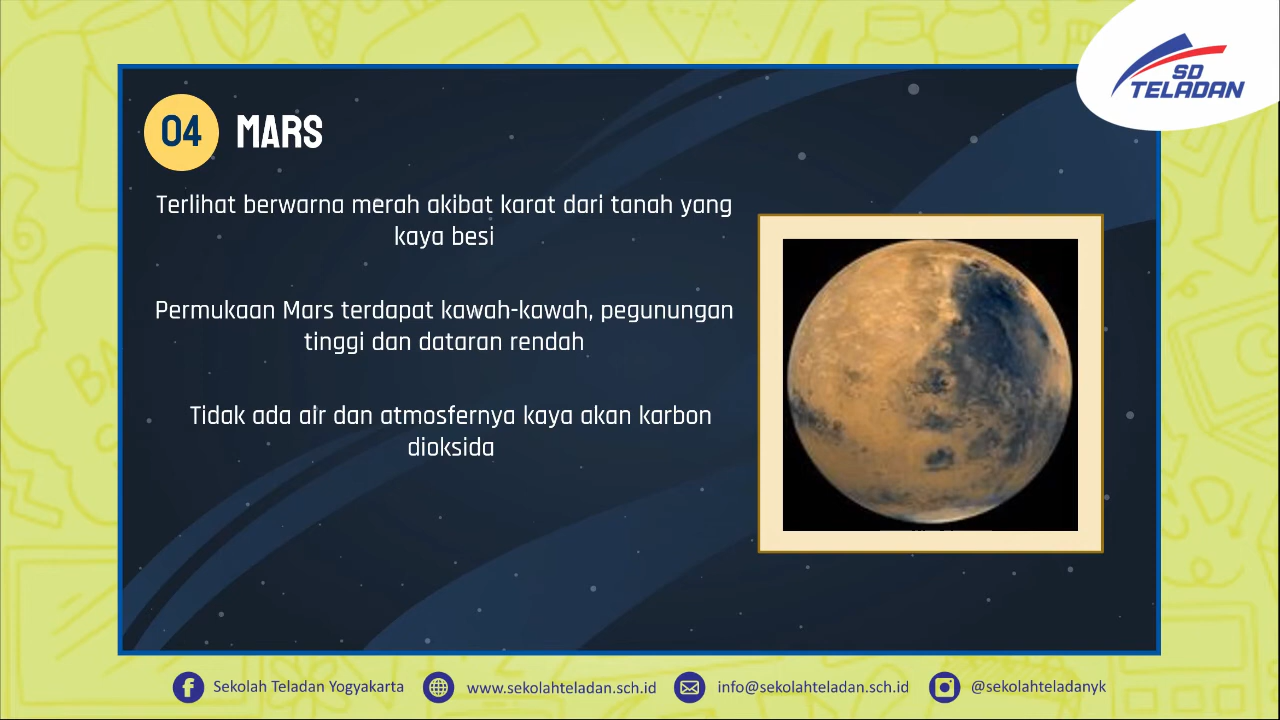 SD
TELADAN
04 MARS
Terlihat berwarna merah akibat karat dari tanah yang
kaya besi
Permukaan Mars terdapat kawah-kawah, pegunungan
tinggi dan dataran rendah
Tidak ada air dan atmosfernya kaya akan karbon
dioksida
Sekolah Teladan Yogyakarta www.sekolahteladan.sch.id info@sekolahteladan.sch.id @sekolahteladanyk